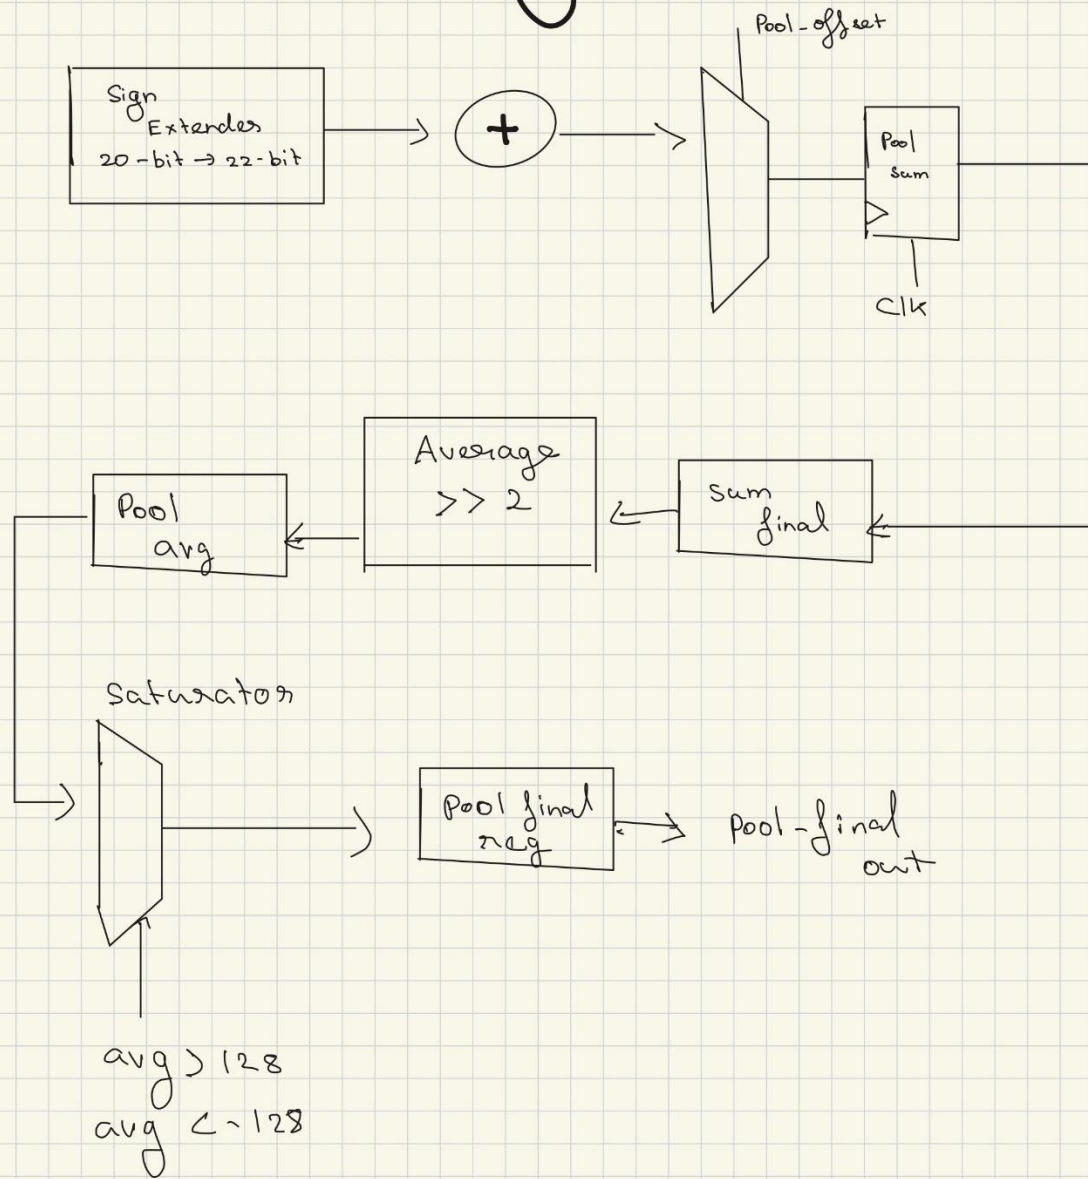 Pool-offset
Sign
Extender
20-bit → 22-bit
+
Pool
Sum
Clk
Average
>> 2
Sum
final
Pool
avg
Saturator
Pool final
reg
Pool-final
out
avg > 128
avg < -128